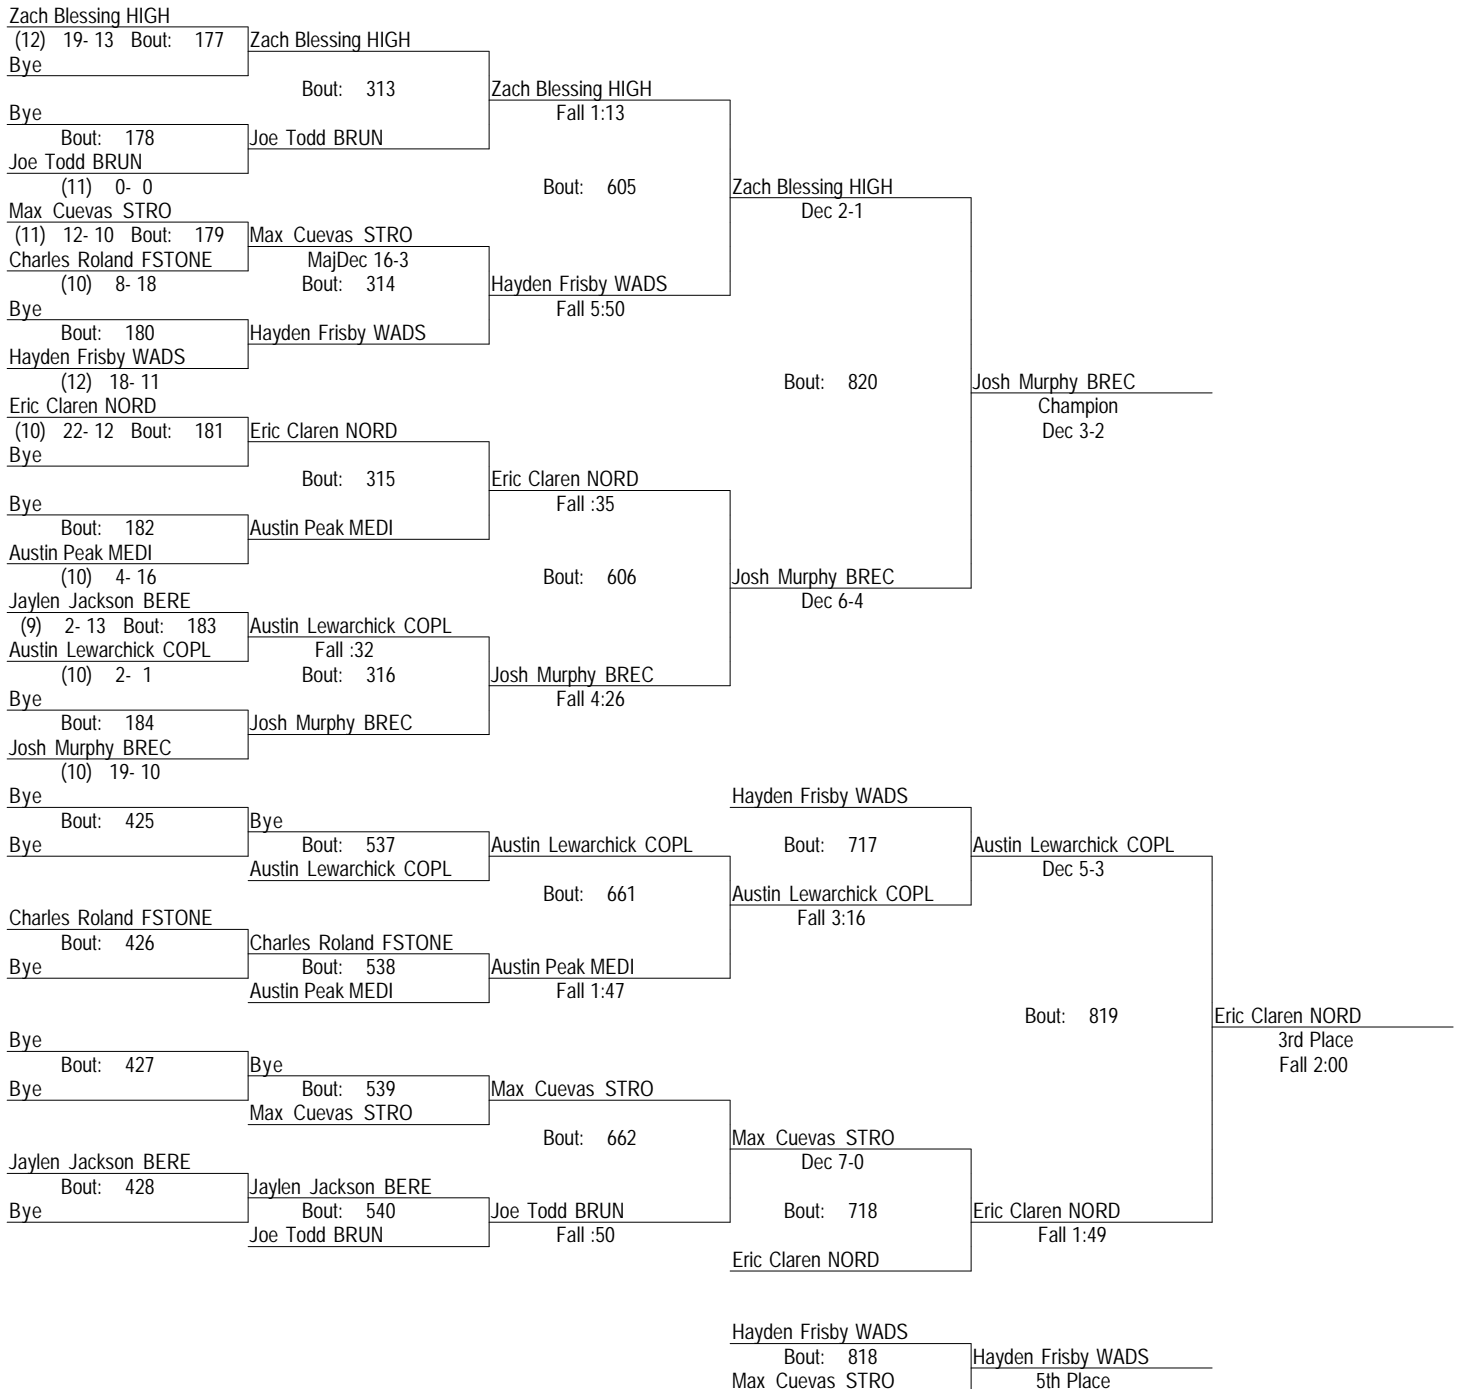 Zach Blessing HIGH
(12) 19- 13 Bout: 177 Zach Blessing HIGH
Bye
Bout: 313 Zach Blessing HIGH
Bye Fall 1:13
Bout: 178 Joe Todd BRUN
Joe Todd BRUN
(11) 0- 0 Bout: 605 Zach Blessing HIGH
Max Cuevas STRO Dec 2-1
(11) 12- 10 Bout: 179 Max Cuevas STRO
Charles Roland FSTONE MajDec 16-3
(10) 8- 18 Bout: 314 Hayden Frisby WADS
Bye Fall 5:50
Bout: 180 Hayden Frisby WADS
Hayden Frisby WADS
(12) 18- 11 Bout: 820 Josh Murphy BREC
Eric Claren NORD Champion
(10) 22- 12 Bout: 181 Eric Claren NORD Dec 3-2
Bye
Bout: 315 Eric Claren NORD
Bye Fall :35
Bout: 182 Austin Peak MEDI
Austin Peak MEDI
(10) 4- 16 Bout: 606 Josh Murphy BREC
Jaylen Jackson BERE Dec 6-4
(9) 2- 13 Bout: 183 Austin Lewarchick COPL
Austin Lewarchick COPL Fall :32
(10) 2- 1 Bout: 316 Josh Murphy BREC
Bye Fall 4:26
Bout: 184 Josh Murphy BREC
Josh Murphy BREC
(10) 19- 10
Bye Hayden Frisby WADS
Bout: 425 Bye
Bye Bout: 537 Austin Lewarchick COPL Bout: 717 Austin Lewarchick COPL
Austin Lewarchick COPL Dec 5-3
Bout: 661 Austin Lewarchick COPL
Charles Roland FSTONE Fall 3:16
Bout: 426 Charles Roland FSTONE
Bye Bout: 538 Austin Peak MEDI
Austin Peak MEDI Fall 1:47
Bout: 819 Eric Claren NORD
Bye 3rd Place
Bout: 427 Bye Fall 2:00
Bye Bout: 539 Max Cuevas STRO
Max Cuevas STRO
Bout: 662 Max Cuevas STRO
Jaylen Jackson BERE Dec 7-0
Bout: 428 Jaylen Jackson BERE
Bye Bout: 540 Joe Todd BRUN Bout: 718 Eric Claren NORD
Joe Todd BRUN Fall :50 Fall 1:49
Eric Claren NORD
Hayden Frisby WADS
Bout: 818 Hayden Frisby WADS
Max Cuevas STRO 5th Place